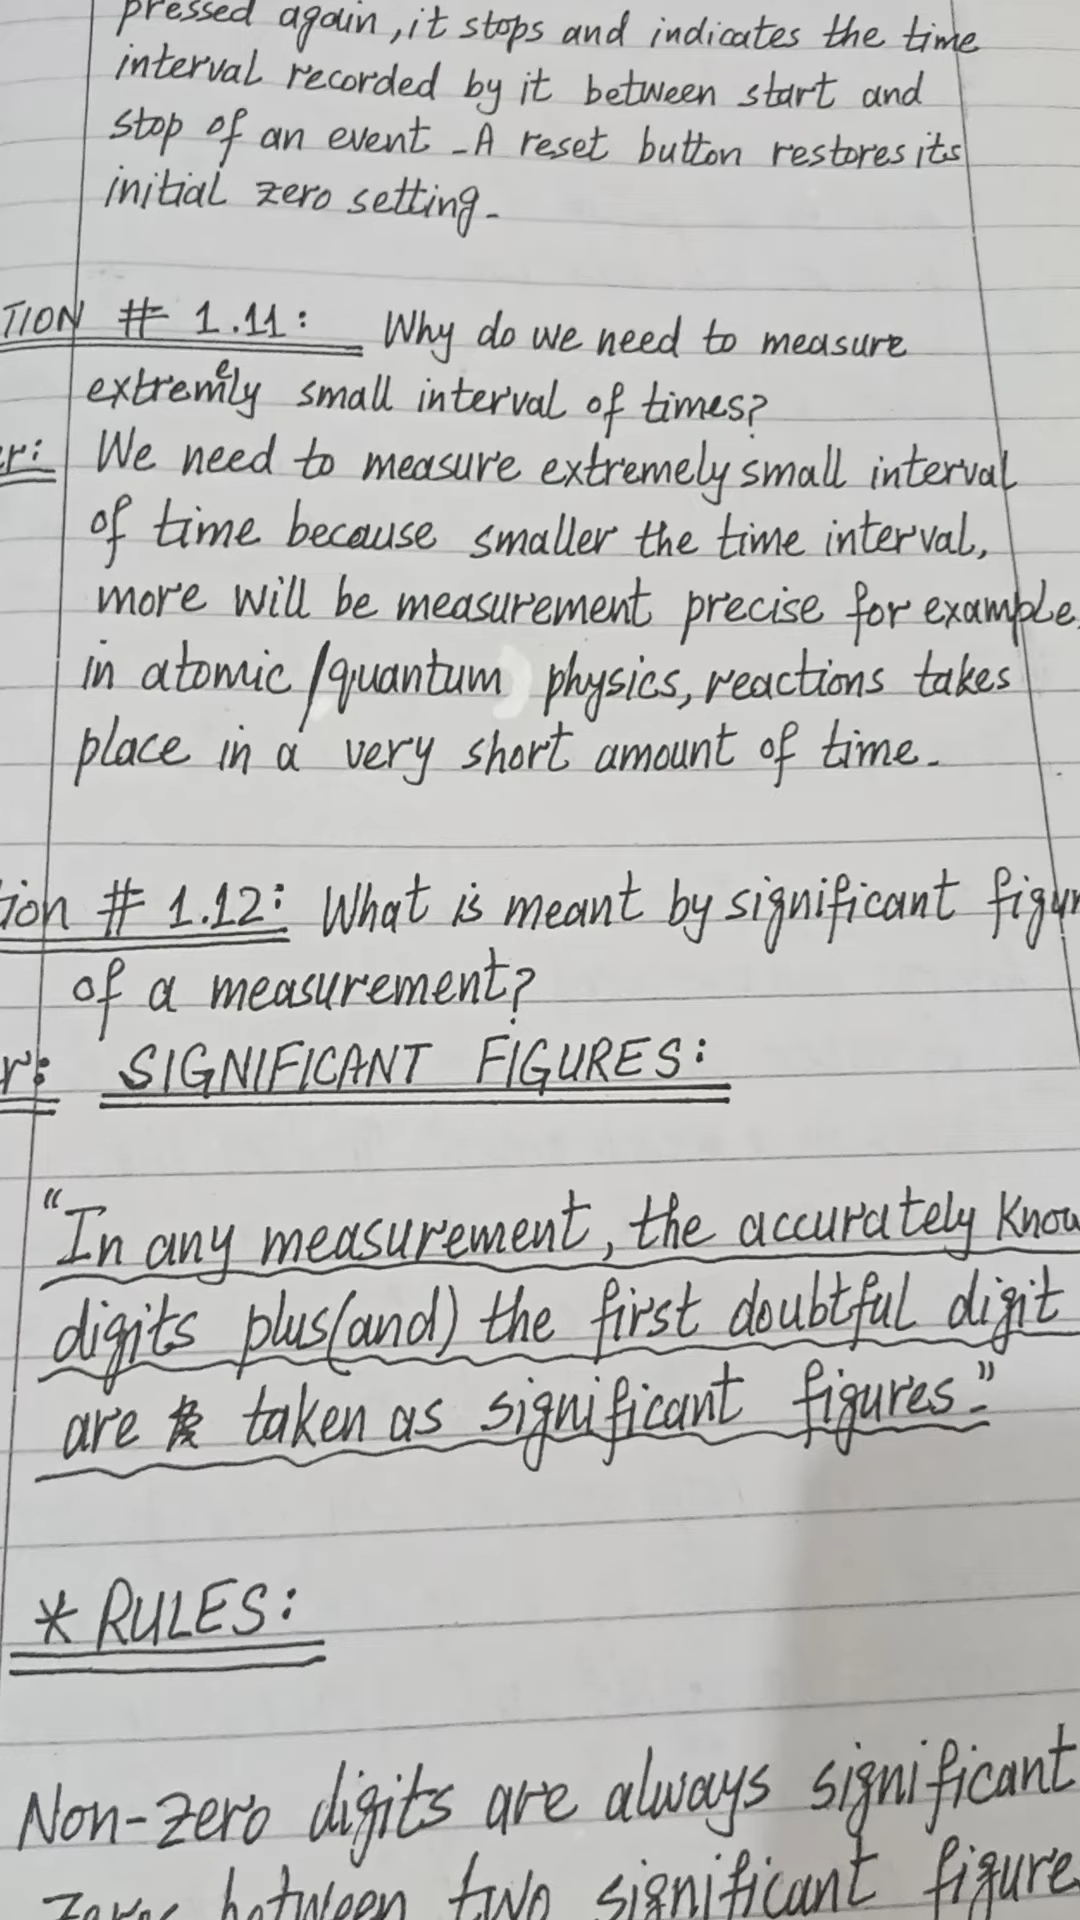 pressed again, it stops and indicates the time
interval recorded by it between start and
stop of an event - A reset button restores its
initial zero setting -
TION # 1.11: Why do we need to measure
extremely small interval of times?
er: We need to measure extremely small interval
of time because smaller the time interval,
more will be measurement precise for example,
in atomic /quantum physics, reactions takes
place in a very short amount of time -
tion # 1.12: What is meant by significant figur
of a measurement?
r: SIGNIFICANT FIGURES:
"In any measurement, the accurately know
digits plus(and) the first doubtful digit
are taken as significant figures."
* RULES:
Non-zero digits are always significant
between two significant figure